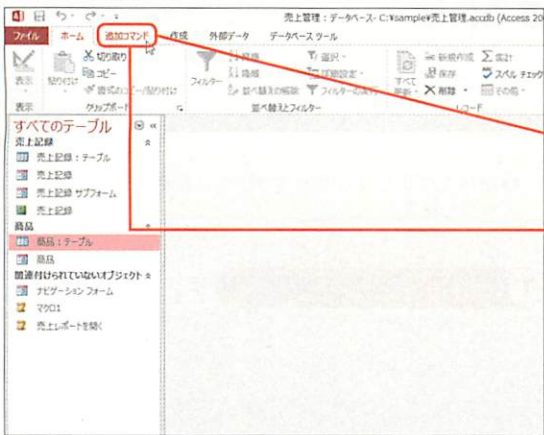 売上管理 : データベース- C:¥sample¥売上管理.accdb (Access 20
ファイル ホーム 追加コマンド 作成 外部データ データベース ツール
表示
貼り付け
切り取り
コピー
書式のコピー/貼り付け
フィルター
昇順
降順
並べ替えの解除
選択
詳細設定
フィルターの実行
すべて更新
新規作成
保存
削除
Σ 集計
スペル チェック
その他
表示 クリップボード 並べ替えとフィルター レコード
すべてのテーブル
売上記録
売上記録 : テーブル
売上記録
売上記録 サブフォーム
売上記録
商品
商品 : テーブル
商品
関連付けられていないオブジェクト
ナビゲーション フォーム
マクロ1
売上レポートを開く